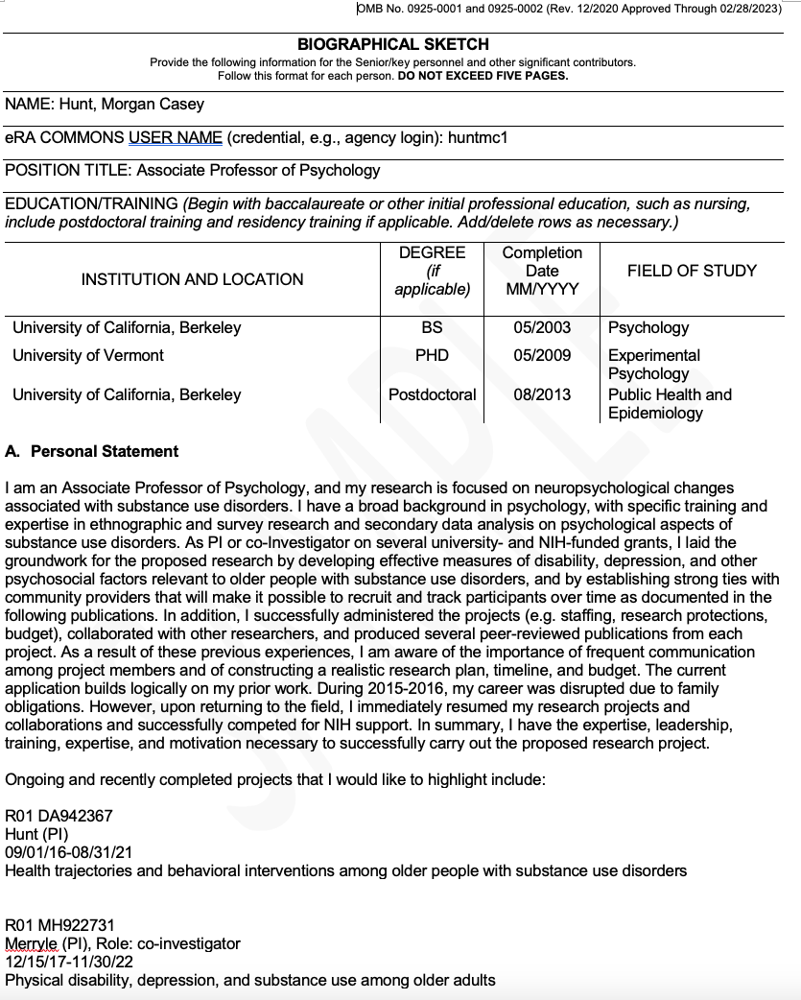 OMB No. 0925-0001 and 0925-0002 (Rev. 12/2020 Approved Through 02/28/2023)
BIOGRAPHICAL SKETCH
Provide the following information for the Senior/key personnel and other significant contributors.
Follow this format for each person. DO NOT EXCEED FIVE PAGES.
NAME: Hunt, Morgan Casey
eRA COMMONS USER NAME (credential, e.g., agency login): huntmc1
POSITION TITLE: Associate Professor of Psychology
EDUCATION/TRAINING (Begin with baccalaureate or other initial professional education, such as nursing,
include postdoctoral training and residency training if applicable. Add/delete rows as necessary.)
INSTITUTION AND LOCATION
DEGREE
(if
applicable)
Completion
Date
MM/YYYY
FIELD OF STUDY
University of California, Berkeley BS 05/2003 Psychology
University of Vermont PHD 05/2009 Experimental
Psychology
University of California, Berkeley Postdoctoral 08/2013 Public Health and
Epidemiology
A. Personal Statement
I am an Associate Professor of Psychology, and my research is focused on neuropsychological changes
associated with substance use disorders. I have a broad background in psychology, with specific training and
expertise in ethnographic and survey research and secondary data analysis on psychological aspects of
substance use disorders. As PI or co-Investigator on several university- and NIH-funded grants, I laid the
groundwork for the proposed research by developing effective measures of disability, depression, and other
psychosocial factors relevant to older people with substance use disorders, and by establishing strong ties with
community providers that will make it possible to recruit and track participants over time as documented in the
following publications. In addition, I successfully administered the projects (e.g. staffing, research protections,
budget), collaborated with other researchers, and produced several peer-reviewed publications from each
project. As a result of these previous experiences, I am aware of the importance of frequent communication
among project members and of constructing a realistic research plan, timeline, and budget. The current
application builds logically on my prior work. During 2015-2016, my career was disrupted due to family
obligations. However, upon returning to the field, I immediately resumed my research projects and
collaborations and successfully competed for NIH support. In summary, I have the expertise, leadership,
training, expertise, and motivation necessary to successfully carry out the proposed research project.
Ongoing and recently completed projects that I would like to highlight include:
R01 DA942367
Hunt (PI)
09/01/16-08/31/21
Health trajectories and behavioral interventions among older people with substance use disorders
R01 MH922731
Merryle (PI), Role: co-investigator
12/15/17-11/30/22
Physical disability, depression, and substance use among older adults
SAMPLE